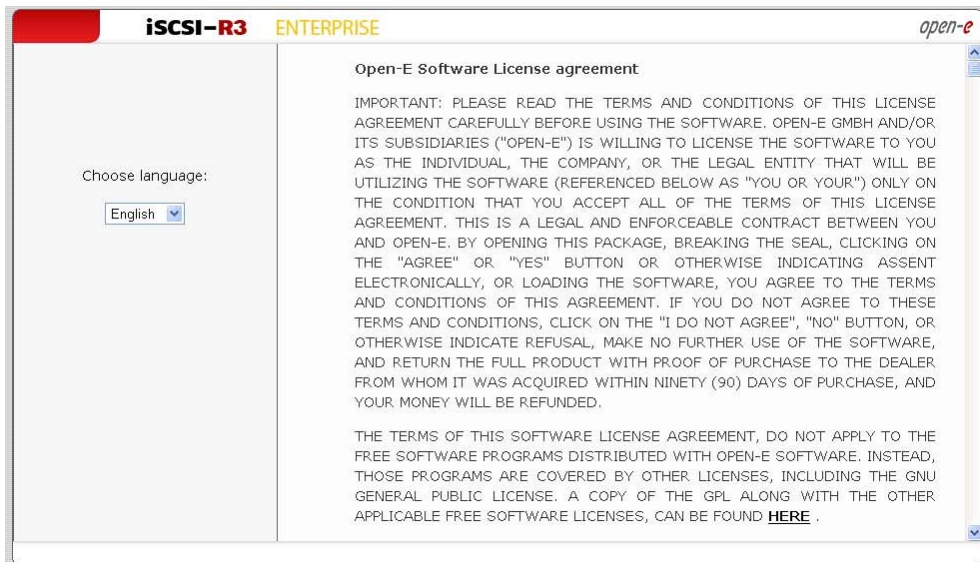 iSCSI-R3 ENTERPRISE open-e
Choose language:
English
Open-E Software License agreement
IMPORTANT: PLEASE READ THE TERMS AND CONDITIONS OF THIS LICENSE
AGREEMENT CAREFULLY BEFORE USING THE SOFTWARE. OPEN-E GMBH AND/OR
ITS SUBSIDIARIES ("OPEN-E") IS WILLING TO LICENSE THE SOFTWARE TO YOU
AS THE INDIVIDUAL, THE COMPANY, OR THE LEGAL ENTITY THAT WILL BE
UTILIZING THE SOFTWARE (REFERENCED BELOW AS "YOU OR YOUR") ONLY ON
THE CONDITION THAT YOU ACCEPT ALL OF THE TERMS OF THIS LICENSE
AGREEMENT. THIS IS A LEGAL AND ENFORCEABLE CONTRACT BETWEEN YOU
AND OPEN-E. BY OPENING THIS PACKAGE, BREAKING THE SEAL, CLICKING ON
THE "AGREE" OR "YES" BUTTON OR OTHERWISE INDICATING ASSENT
ELECTRONICALLY, OR LOADING THE SOFTWARE, YOU AGREE TO THE TERMS
AND CONDITIONS OF THIS AGREEMENT. IF YOU DO NOT AGREE TO THESE
TERMS AND CONDITIONS, CLICK ON THE "I DO NOT AGREE", "NO" BUTTON, OR
OTHERWISE INDICATE REFUSAL, MAKE NO FURTHER USE OF THE SOFTWARE,
AND RETURN THE FULL PRODUCT WITH PROOF OF PURCHASE TO THE DEALER
FROM WHOM IT WAS ACQUIRED WITHIN NINETY (90) DAYS OF PURCHASE, AND
YOUR MONEY WILL BE REFUNDED.
THE TERMS OF THIS SOFTWARE LICENSE AGREEMENT, DO NOT APPLY TO THE
FREE SOFTWARE PROGRAMS DISTRIBUTED WITH OPEN-E SOFTWARE. INSTEAD,
THOSE PROGRAMS ARE COVERED BY OTHER LICENSES, INCLUDING THE GNU
GENERAL PUBLIC LICENSE. A COPY OF THE GPL ALONG WITH THE OTHER
APPLICABLE FREE SOFTWARE LICENSES, CAN BE FOUND HERE .